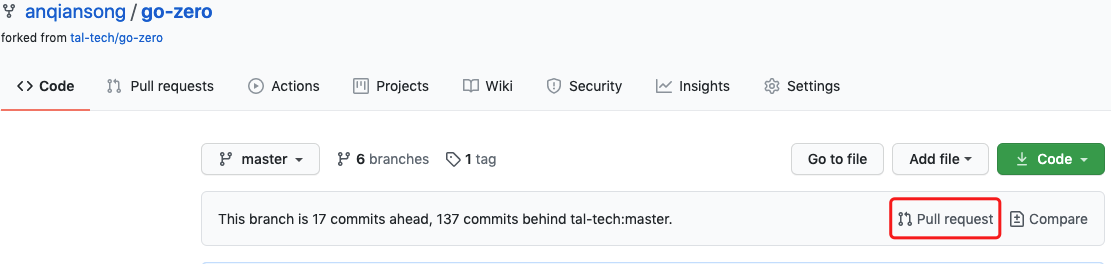 anqiansong / go-zero
forked from tal-tech/go-zero
Code Pull requests Actions Projects Wiki Security Insights Settings
master 6 branches 1 tag Go to file Add file Code
This branch is 17 commits ahead, 137 commits behind tal-tech:master. Pull request Compare